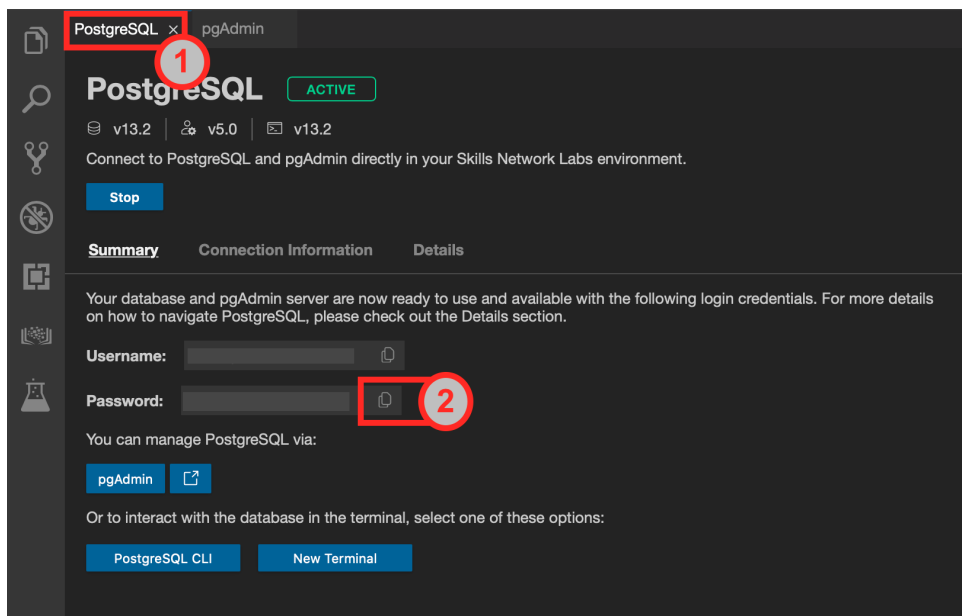 PostgreSQL × pgAdmin
1
PostgreSQL ACTIVE
v13.2 v5.0 v13.2
Connect to PostgreSQL and pgAdmin directly in your Skills Network Labs environment.
Stop
Summary Connection Information Details
Your database and pgAdmin server are now ready to use and available with the following login credentials. For more details
on how to navigate PostgreSQL, please check out the Details section.
Username:
Password:
2
You can manage PostgreSQL via:
pgAdmin
Or to interact with the database in the terminal, select one of these options:
PostgreSQL CLI New Terminal